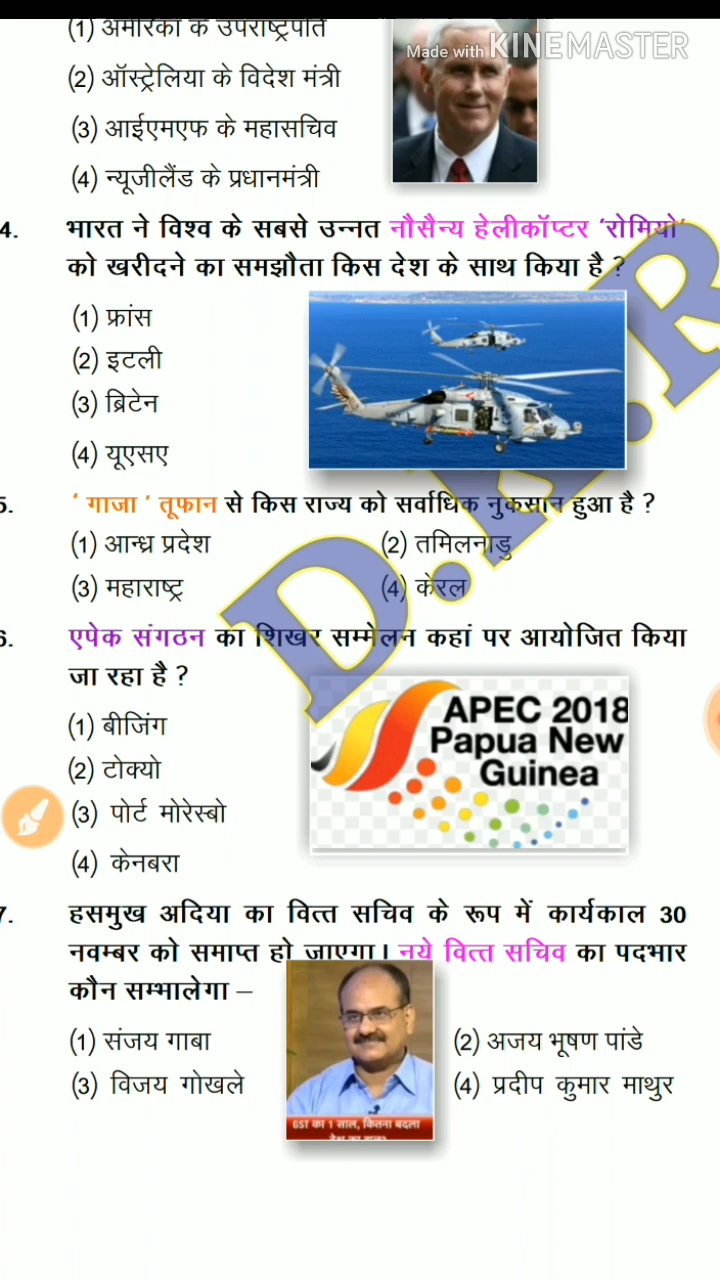 (1) अमेरिका के उपराष्ट्रपति
Made with KINEMASTER
(2) ऑस्ट्रेलिया के विदेश मंत्री
(3) आईएमएफ के महासचिव
(4) न्यूजीलैंड के प्रधानमंत्री
4. भारत ने विश्व के सबसे उन्नत नौसैन्य हेलीकॉप्टर 'रोमियो'
को खरीदने का समझौता किस देश के साथ किया है ?
(1) फ्रांस
(2) इटली
(3) ब्रिटेन
(4) यूएसए
5. ' गाजा ' तूफान से किस राज्य को सर्वाधिक नुकसान हुआ है ?
(1) आन्ध्र प्रदेश (2) तमिलनाडु
(3) महाराष्ट्र (4) केरल
6. एपेक संगठन का शिखर सम्मेलन कहां पर आयोजित किया
जा रहा है ?
(1) बीजिंग
(2) टोक्यो
(3) पोर्ट मोरेस्बो
(4) केनबरा
APEC 2018
Papua New
Guinea
7. हसमुख अदिया का वित्त सचिव के रूप में कार्यकाल 30
नवम्बर को समाप्त हो जाएगा। नये वित्त सचिव का पदभार
कौन सम्भालेगा –
(1) संजय गाबा (2) अजय भूषण पांडे
(3) विजय गोखले (4) प्रदीप कुमार माथुर
GST का 1 साल, कितना बदला
D.K.R